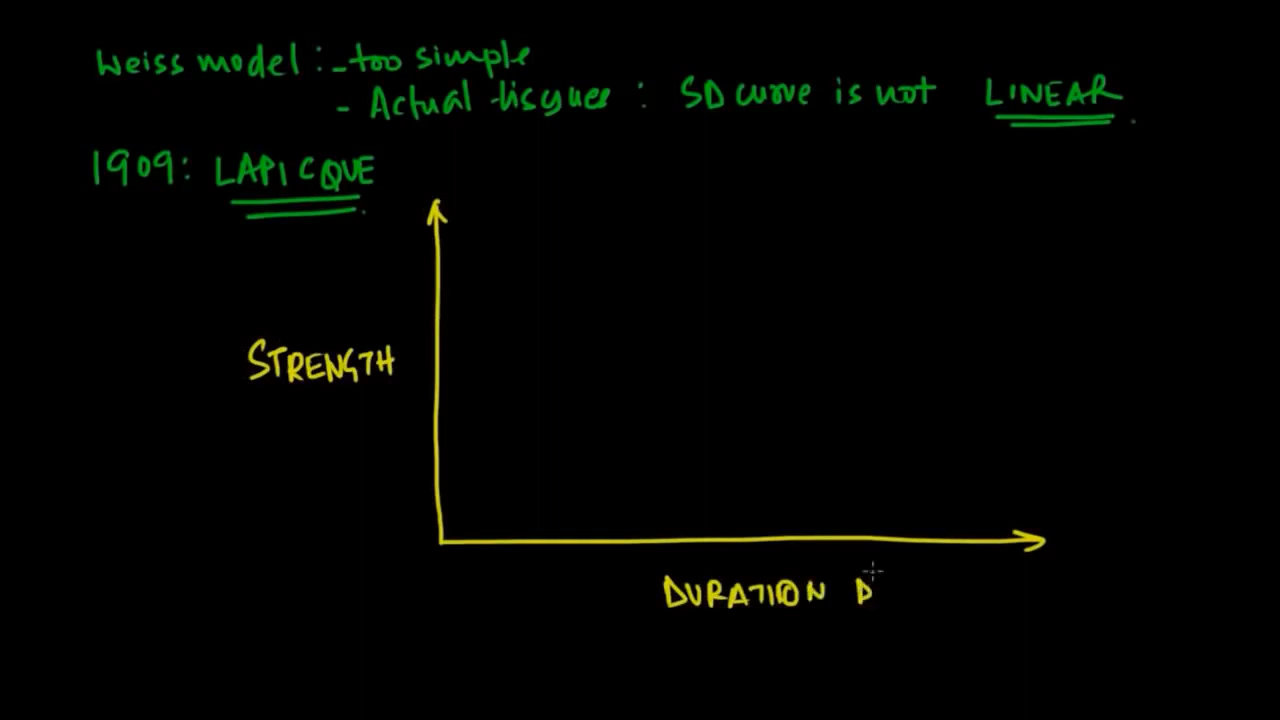 Weiss model : - too simple
- Actual tissues : SD curve is not LINEAR.
1909: LAPICQUE.
STRENGTH
DURATION D